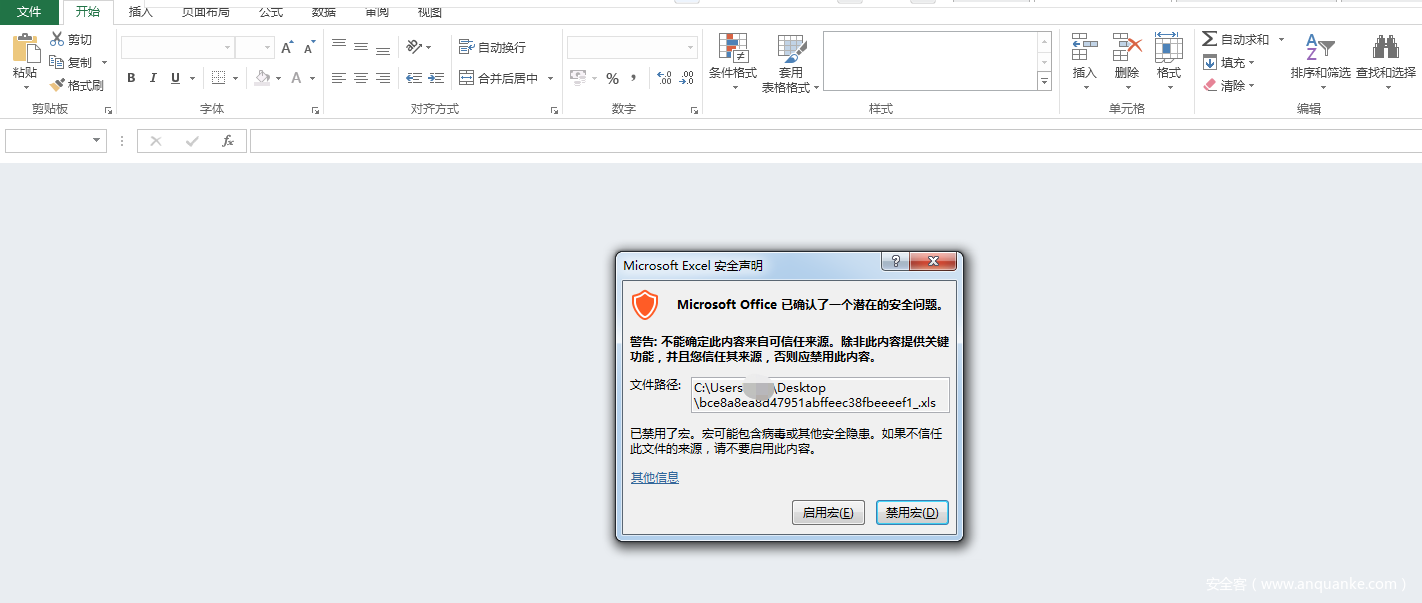 文件 开始 插入 页面布局 公式 数据 审阅 视图
粘贴
剪切
复制
格式刷
剪贴板
A A
B I U A
字体
自动换行
合并后居中
对齐方式
% , .00 .00
数字
条件格式 套用
表格格式
样式
插入 删除 格式
单元格
自动求和
填充
清除
A
Z
排序和筛选 查找和选择
编辑
fx
Microsoft Excel 安全声明
Microsoft Office 已确认了一个潜在的安全问题。
警告: 不能确定此内容来自可信任来源。除非此内容提供关键
功能，并且您信任其来源，否则应禁用此内容。
文件路径: C:\Users \Desktop
\bce8a8ea8d47951abffeec38fbeeeef1_.xls
已禁用了宏。宏可能包含病毒或其他安全隐患。如果不信任
此文件的来源，请不要启用此内容。
其他信息
启用宏(E) 禁用宏(D)
安全客（www.anquanke.com）